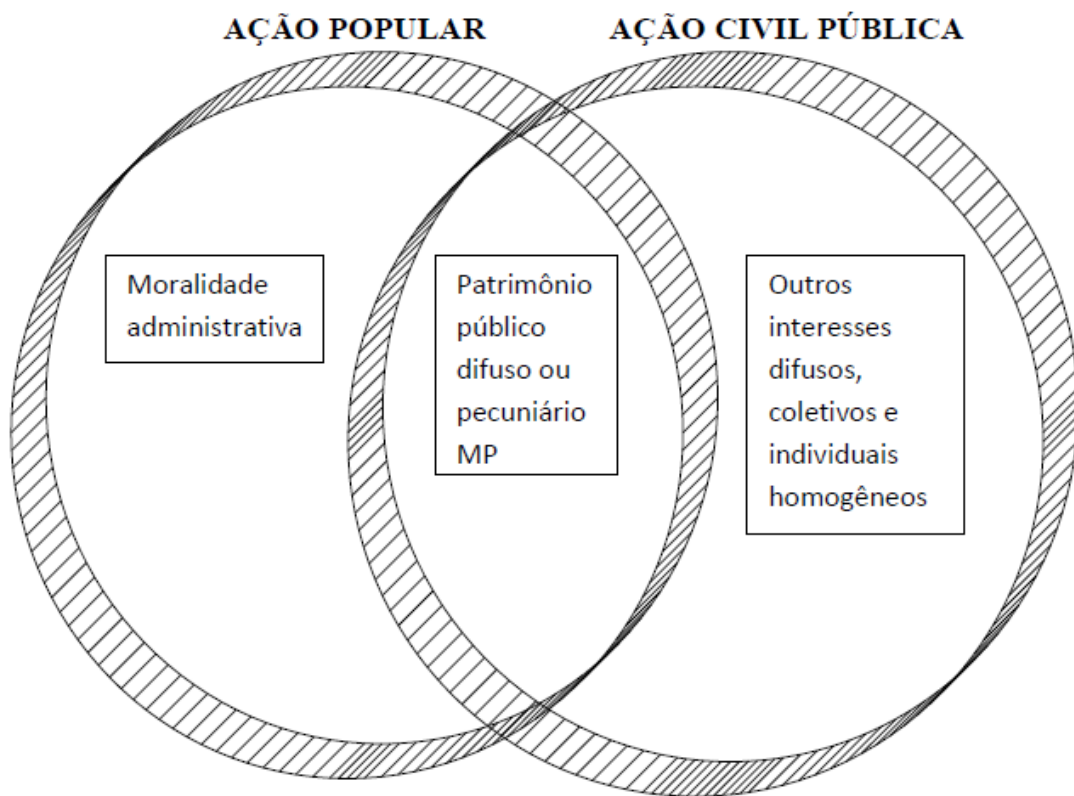 AÇÃO POPULAR
AÇÃO CIVIL PÚBLICA
Moralidade
administrativa
Patrimônio
público
difuso ou
pecuniário
MP
Outros
interesses
difusos,
coletivos e
individuais
homogêneos